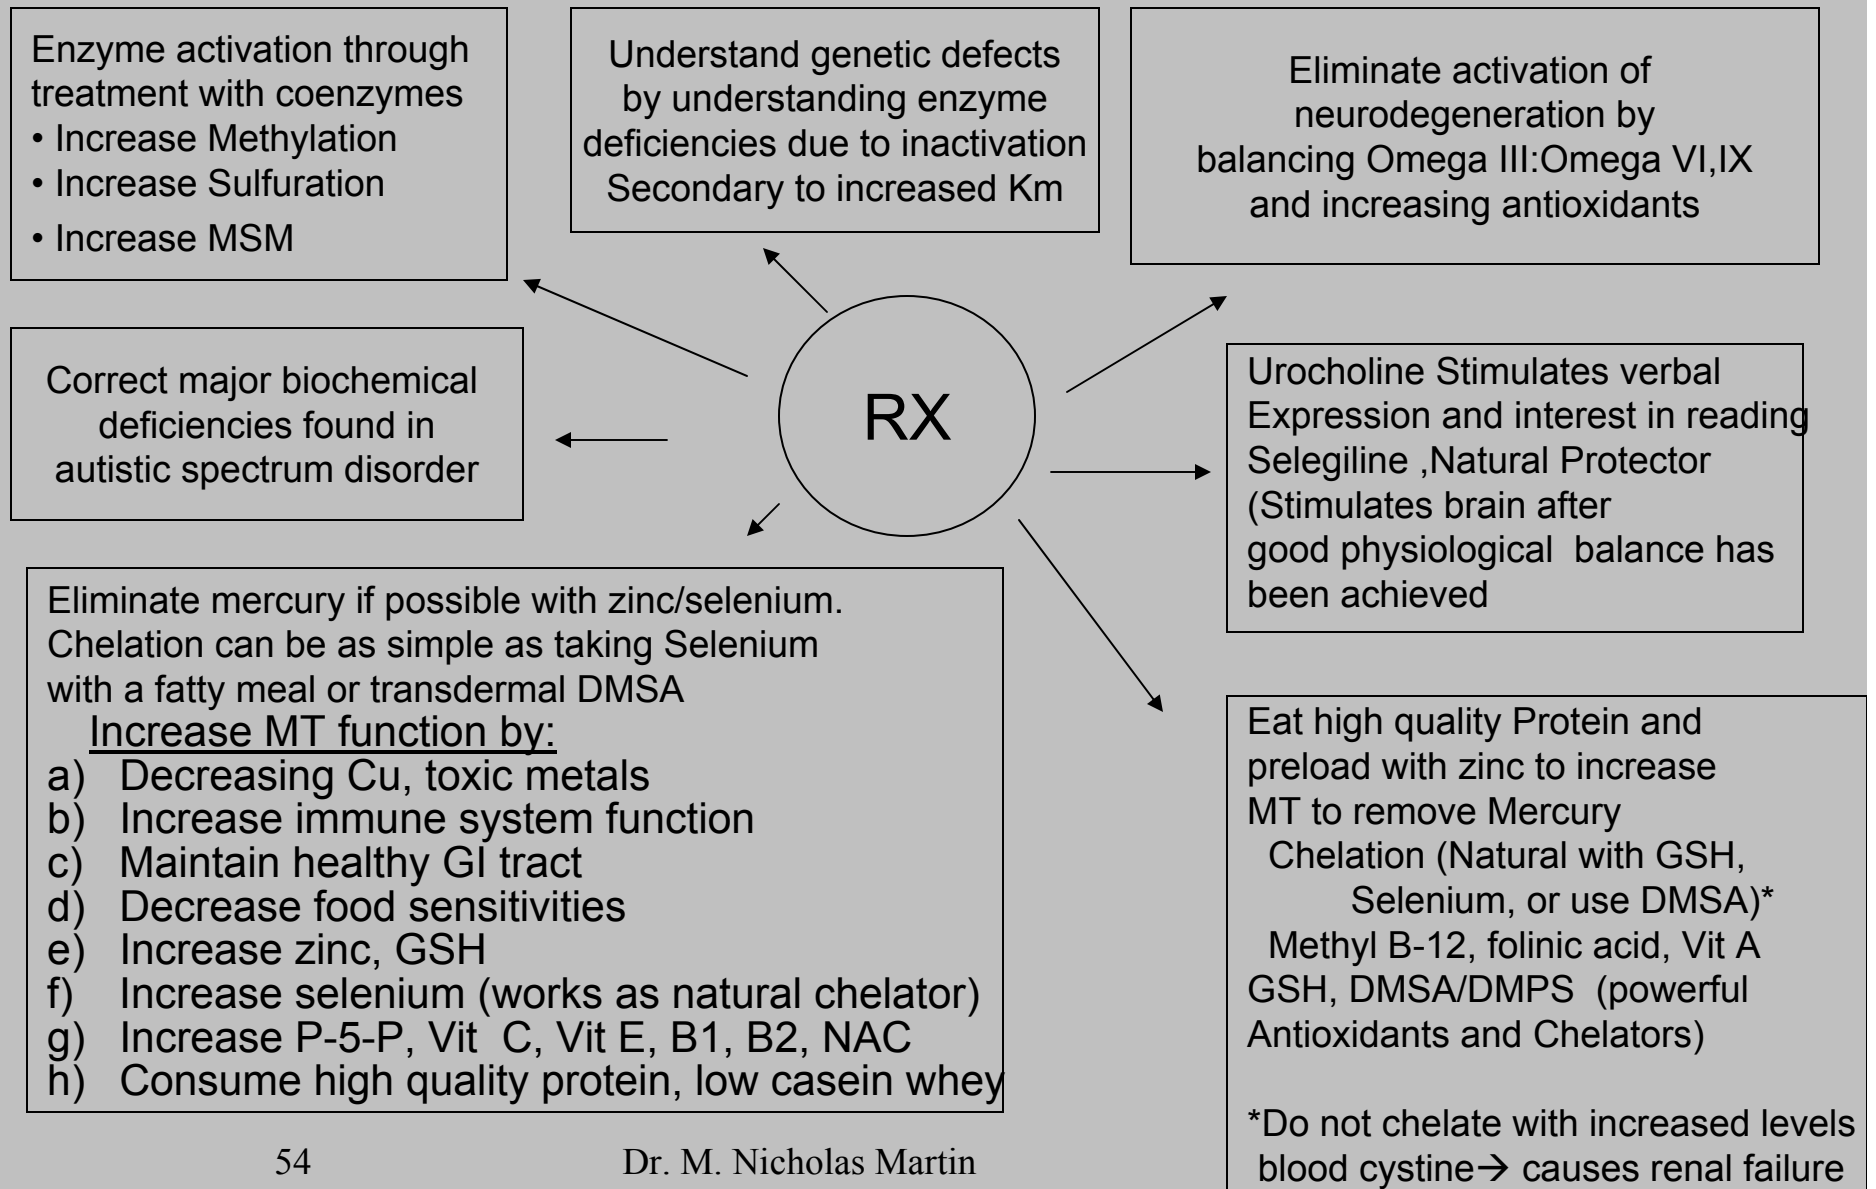 Enzyme activation through
treatment with coenzymes
• Increase Methylation
• Increase Sulfuration
• Increase MSM
Understand genetic defects
by understanding enzyme
deficiencies due to inactivation
Secondary to increased Km
Eliminate activation of
neurodegeneration by
balancing Omega III:Omega VI,IX
and increasing antioxidants
Correct major biochemical
deficiencies found in
autistic spectrum disorder
RX
Urocholine Stimulates verbal
Expression and interest in reading
Selegiline ,Natural Protector
(Stimulates brain after
good physiological  balance has
been achieved
Eliminate mercury if possible with zinc/selenium.
Chelation can be as simple as taking Selenium
with a fatty meal or transdermal DMSA
Increase MT function by:
a) Decreasing Cu, toxic metals
b) Increase immune system function
c) Maintain healthy GI tract
d) Decrease food sensitivities
e) Increase zinc, GSH
f) Increase selenium (works as natural chelator)
g) Increase P-5-P, Vit  C, Vit E, B1, B2, NAC
h) Consume high quality protein, low casein whey
Eat high quality Protein and
preload with zinc to increase
MT to remove Mercury
Chelation (Natural with GSH,
Selenium, or use DMSA)*
Methyl B-12, folinic acid, Vit A
GSH, DMSA/DMPS  (powerful
Antioxidants and Chelators)
*Do not chelate with increased levels
blood cystine→ causes renal failure
54
Dr. M. Nicholas Martin